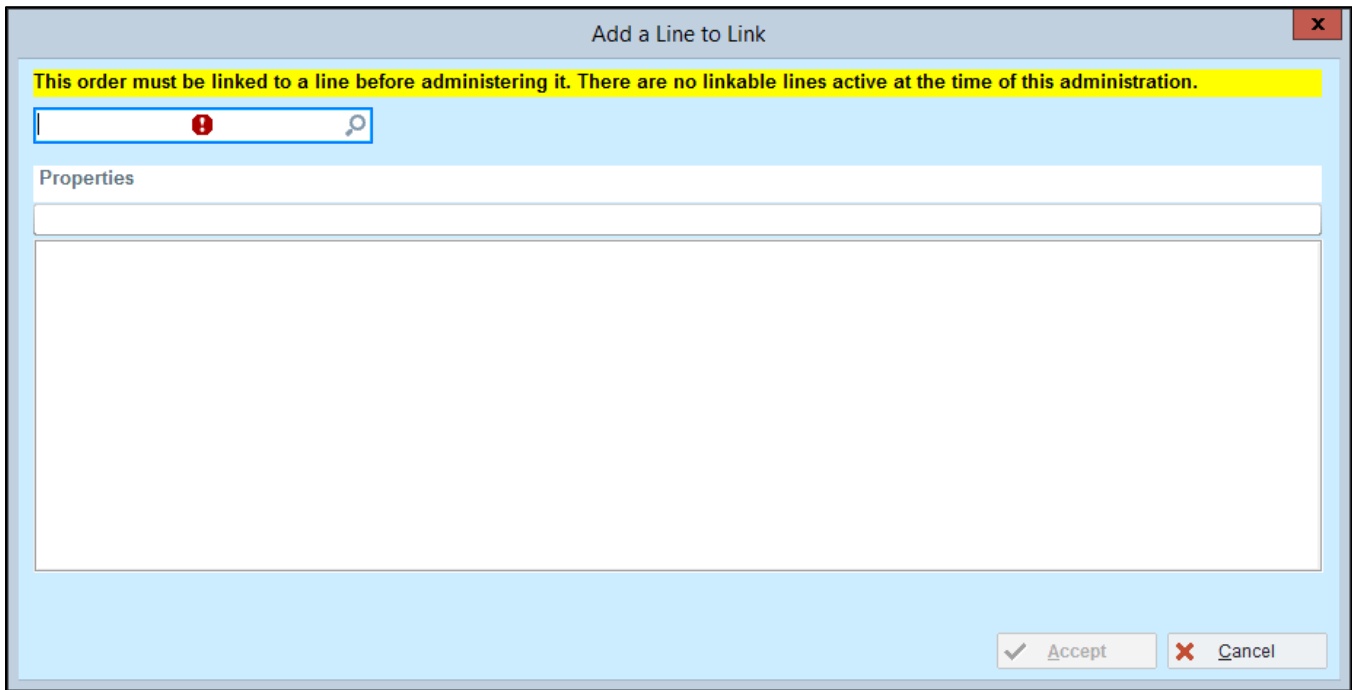 Add a Line to Link
x
This order must be linked to a line before administering it. There are no linkable lines active at the time of this administration.
Properties
Accept
Cancel